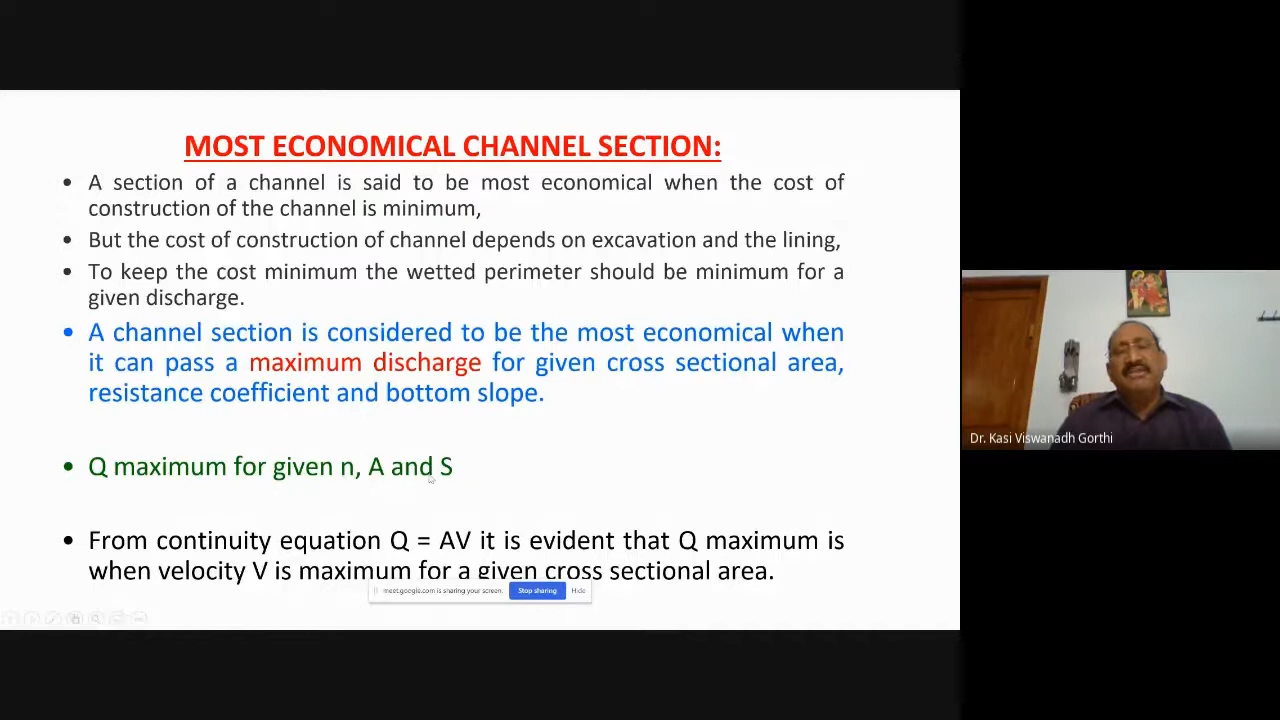 MOST ECONOMICAL CHANNEL SECTION:
• A section of a channel is said to be most economical when the cost of
construction of the channel is minimum,
• But the cost of construction of channel depends on excavation and the lining,
• To keep the cost minimum the wetted perimeter should be minimum for a
given discharge.
• A channel section is considered to be the most economical when
it can pass a maximum discharge for given cross sectional area,
resistance coefficient and bottom slope.
• Q maximum for given n, A and S
• From continuity equation Q = AV it is evident that Q maximum is
when velocity V is maximum for a given cross sectional area.
meet.google.com is sharing your screen. Stop sharing Hide
Dr. Kasi Viswanadh Gorthi